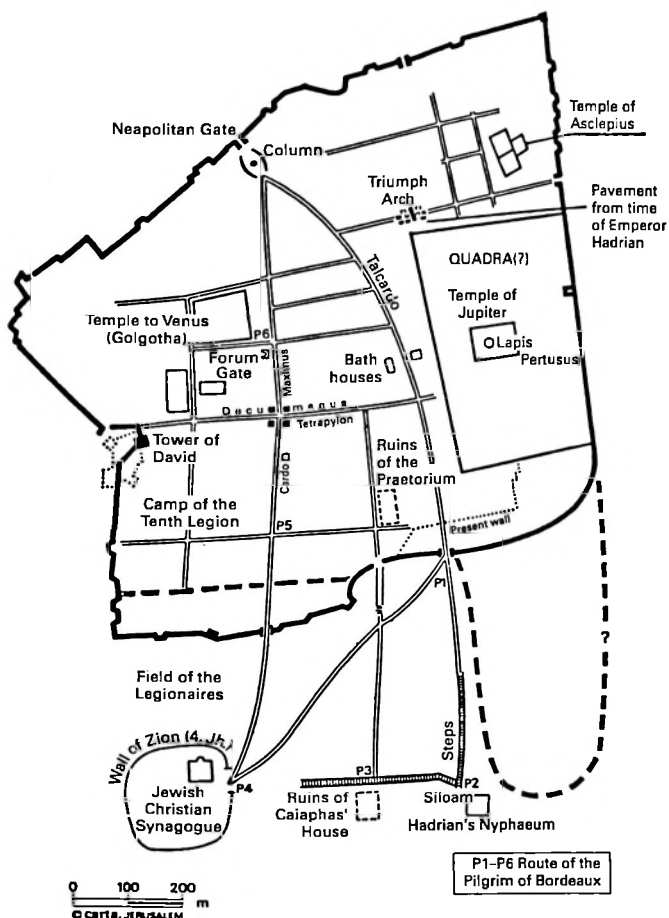 Neapolitan Gate
Column
Temple of
Asclepius
Triumph
Arch
Pavement
from time
of Emperor
Hadrian
Talcardo
QUADRA(?)
Temple of
Jupiter
Lapis
Pertusus
Temple to Venus
(Golgotha)
P6
Forum
Gate
Maximus
Bath
houses
Decumanus
Tetrapylon
Tower of
David
Cardo
Ruins
of the
Praetorium
Camp of the
Tenth Legion
P5
Present wall
P1
?
Field of the
Legionaires
Wall of Zion (4. Jh.)
Steps
P4
P3
P2
Jewish
Christian
Synagogue
Siloam
Ruins of
Caiaphas'
House
Hadrian's Nyphaeum
P1–P6 Route of the
Pilgrim of Bordeaux
0 100 200
m
© carta, JERUSALEM